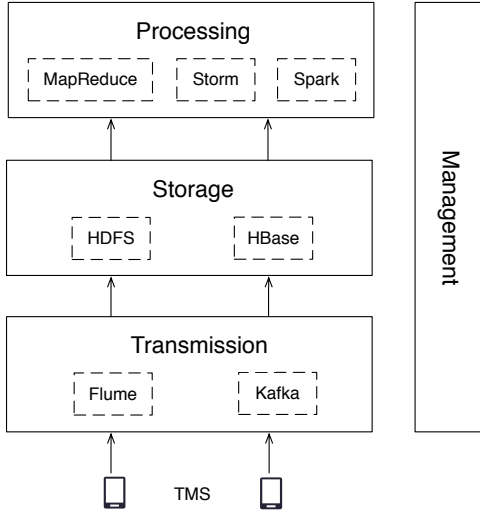 Processing
MapReduce Storm Spark
Storage
HDFS HBase
Transmission
Flume Kafka
TMS
Management